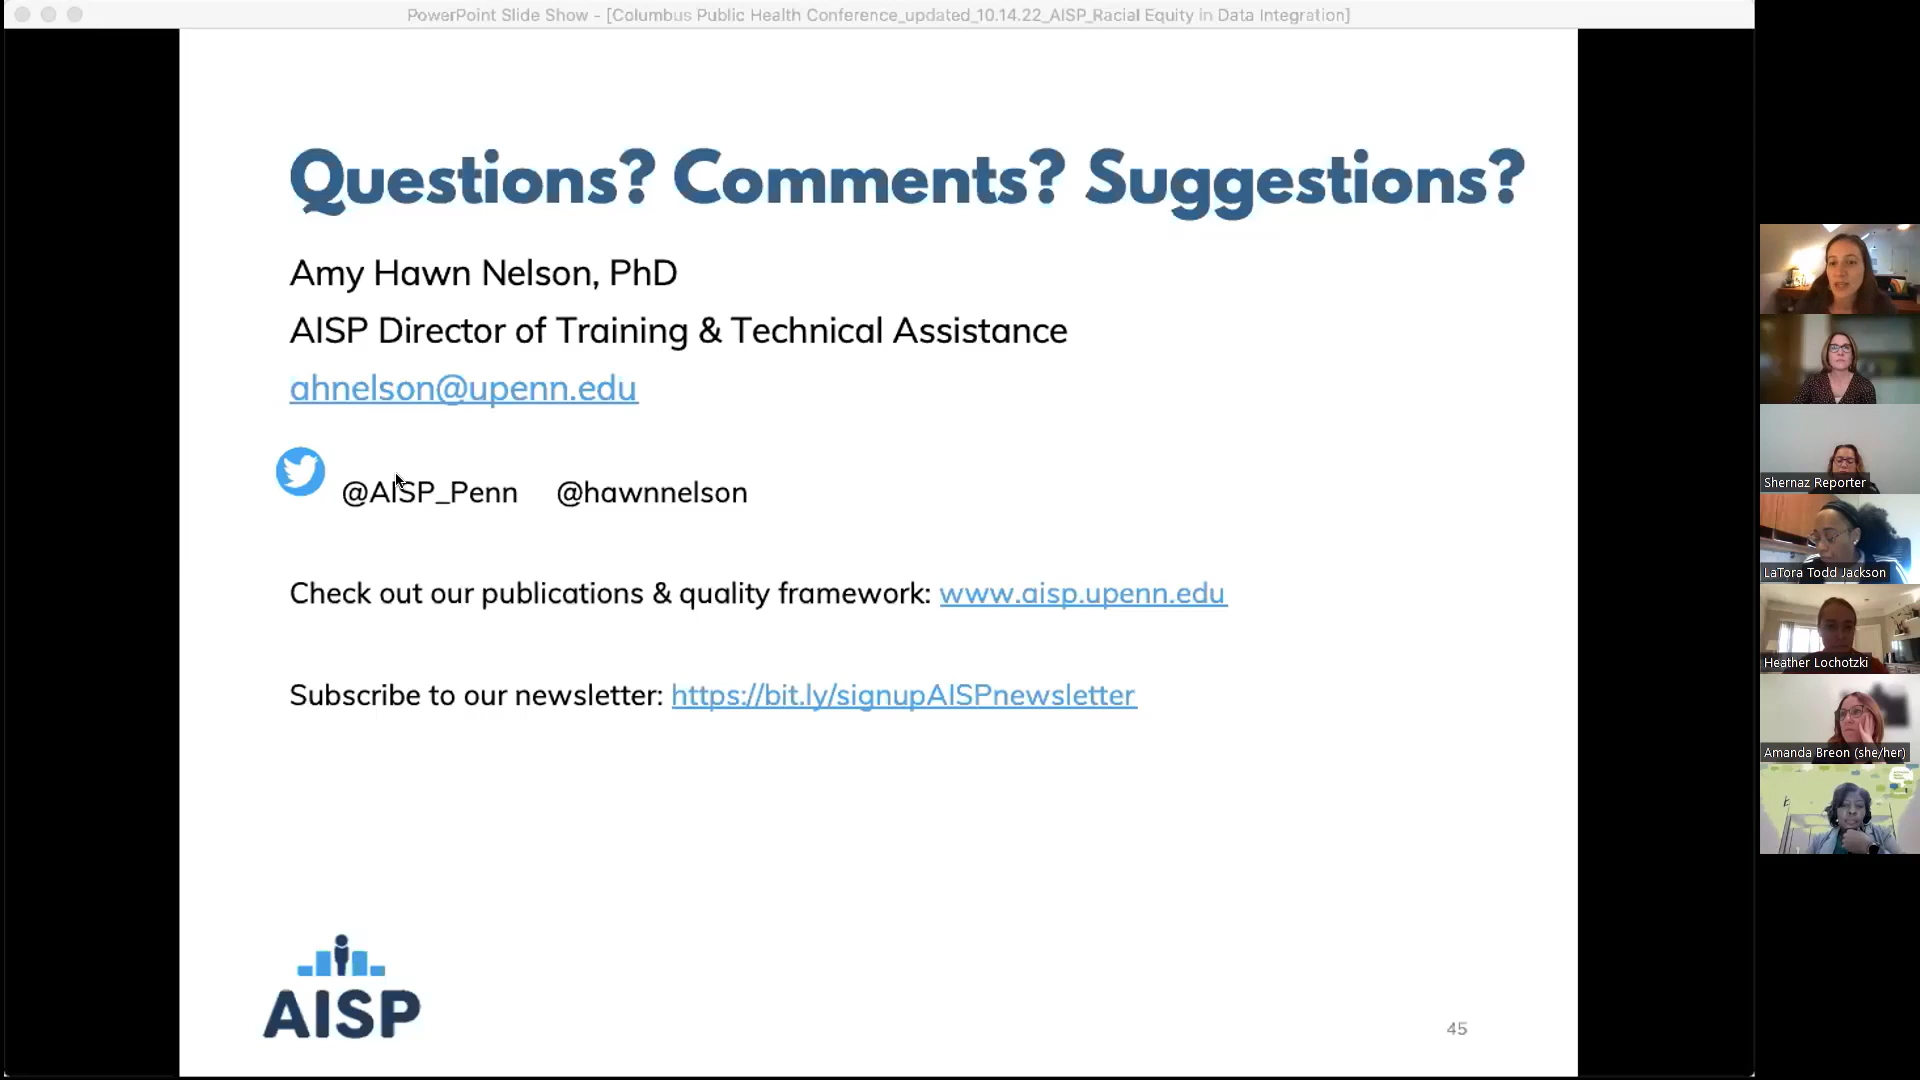 PowerPoint Slide Show - [Columbus Public Health Conference_updated_10.14.22_AISP_Racial Equity in Data Integration]
Questions? Comments? Suggestions?
Amy Hawn Nelson, PhD
AISP Director of Training & Technical Assistance
ahnelson@upenn.edu
@AISP_Penn @hawnnelson
Check out our publications & quality framework: www.aisp.upenn.edu
Subscribe to our newsletter: https://bit.ly/signupAISPnewsletter
AISP
45
Shernaz Reporter
LaTora Todd Jackson
Heather Lochotzki
Amanda Breon (she/her)